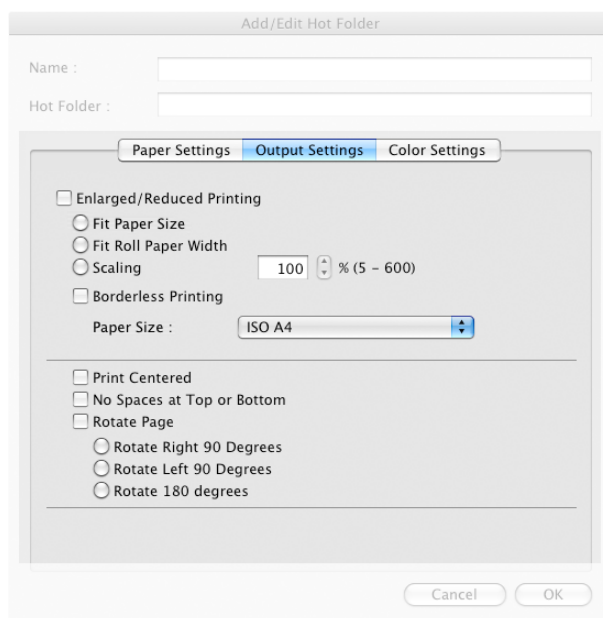 Add/Edit Hot Folder
Name :
Hot Folder :
Paper Settings Output Settings Color Settings
Enlarged/Reduced Printing
Fit Paper Size
Fit Roll Paper Width
Scaling 100 % (5 - 600)
Borderless Printing
Paper Size : ISO A4
Print Centered
No Spaces at Top or Bottom
Rotate Page
Rotate Right 90 Degrees
Rotate Left 90 Degrees
Rotate 180 degrees
Cancel OK